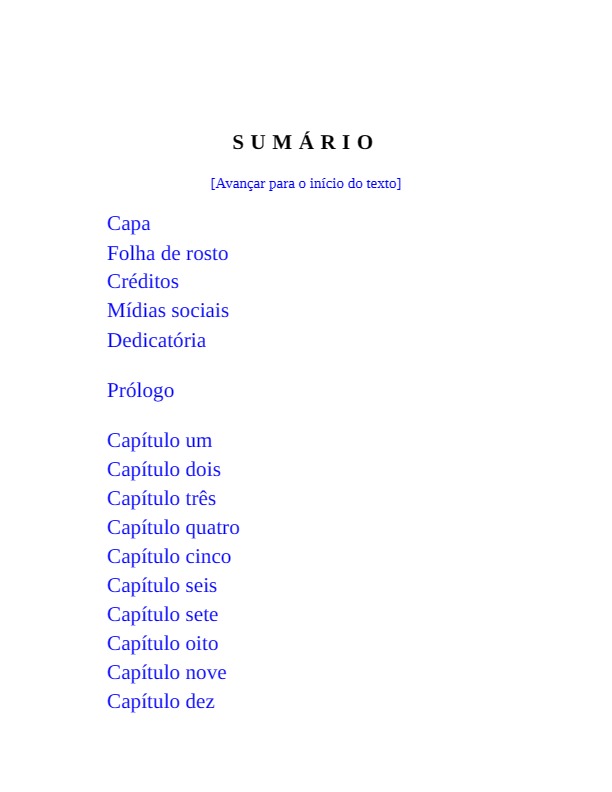 SUMÁRIO
[Avançar para o início do texto]
Capa
Folha de rosto
Créditos
Mídias sociais
Dedicatória
Prólogo
Capítulo um
Capítulo dois
Capítulo três
Capítulo quatro
Capítulo cinco
Capítulo seis
Capítulo sete
Capítulo oito
Capítulo nove
Capítulo dez